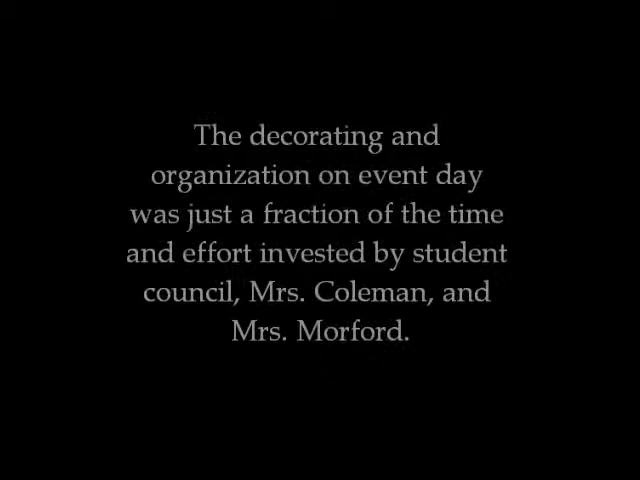 The decorating and
organization on event day
was just a fraction of the time
and effort invested by student
council, Mrs. Coleman, and
Mrs. Morford.